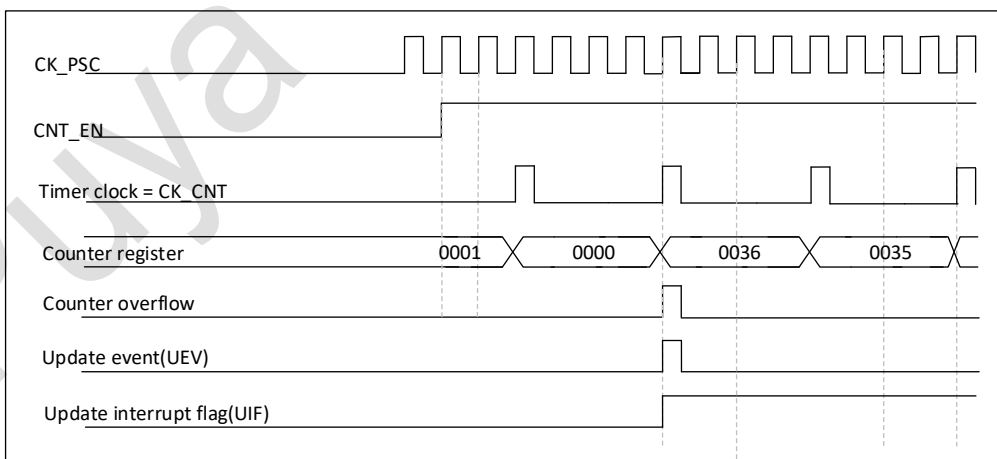 CK_PSC
CNT_EN
Timer clock = CK_CNT
Counter register 0001 0000 0036 0035
Counter overflow
Update event(UEV)
Update interrupt flag(UIF)